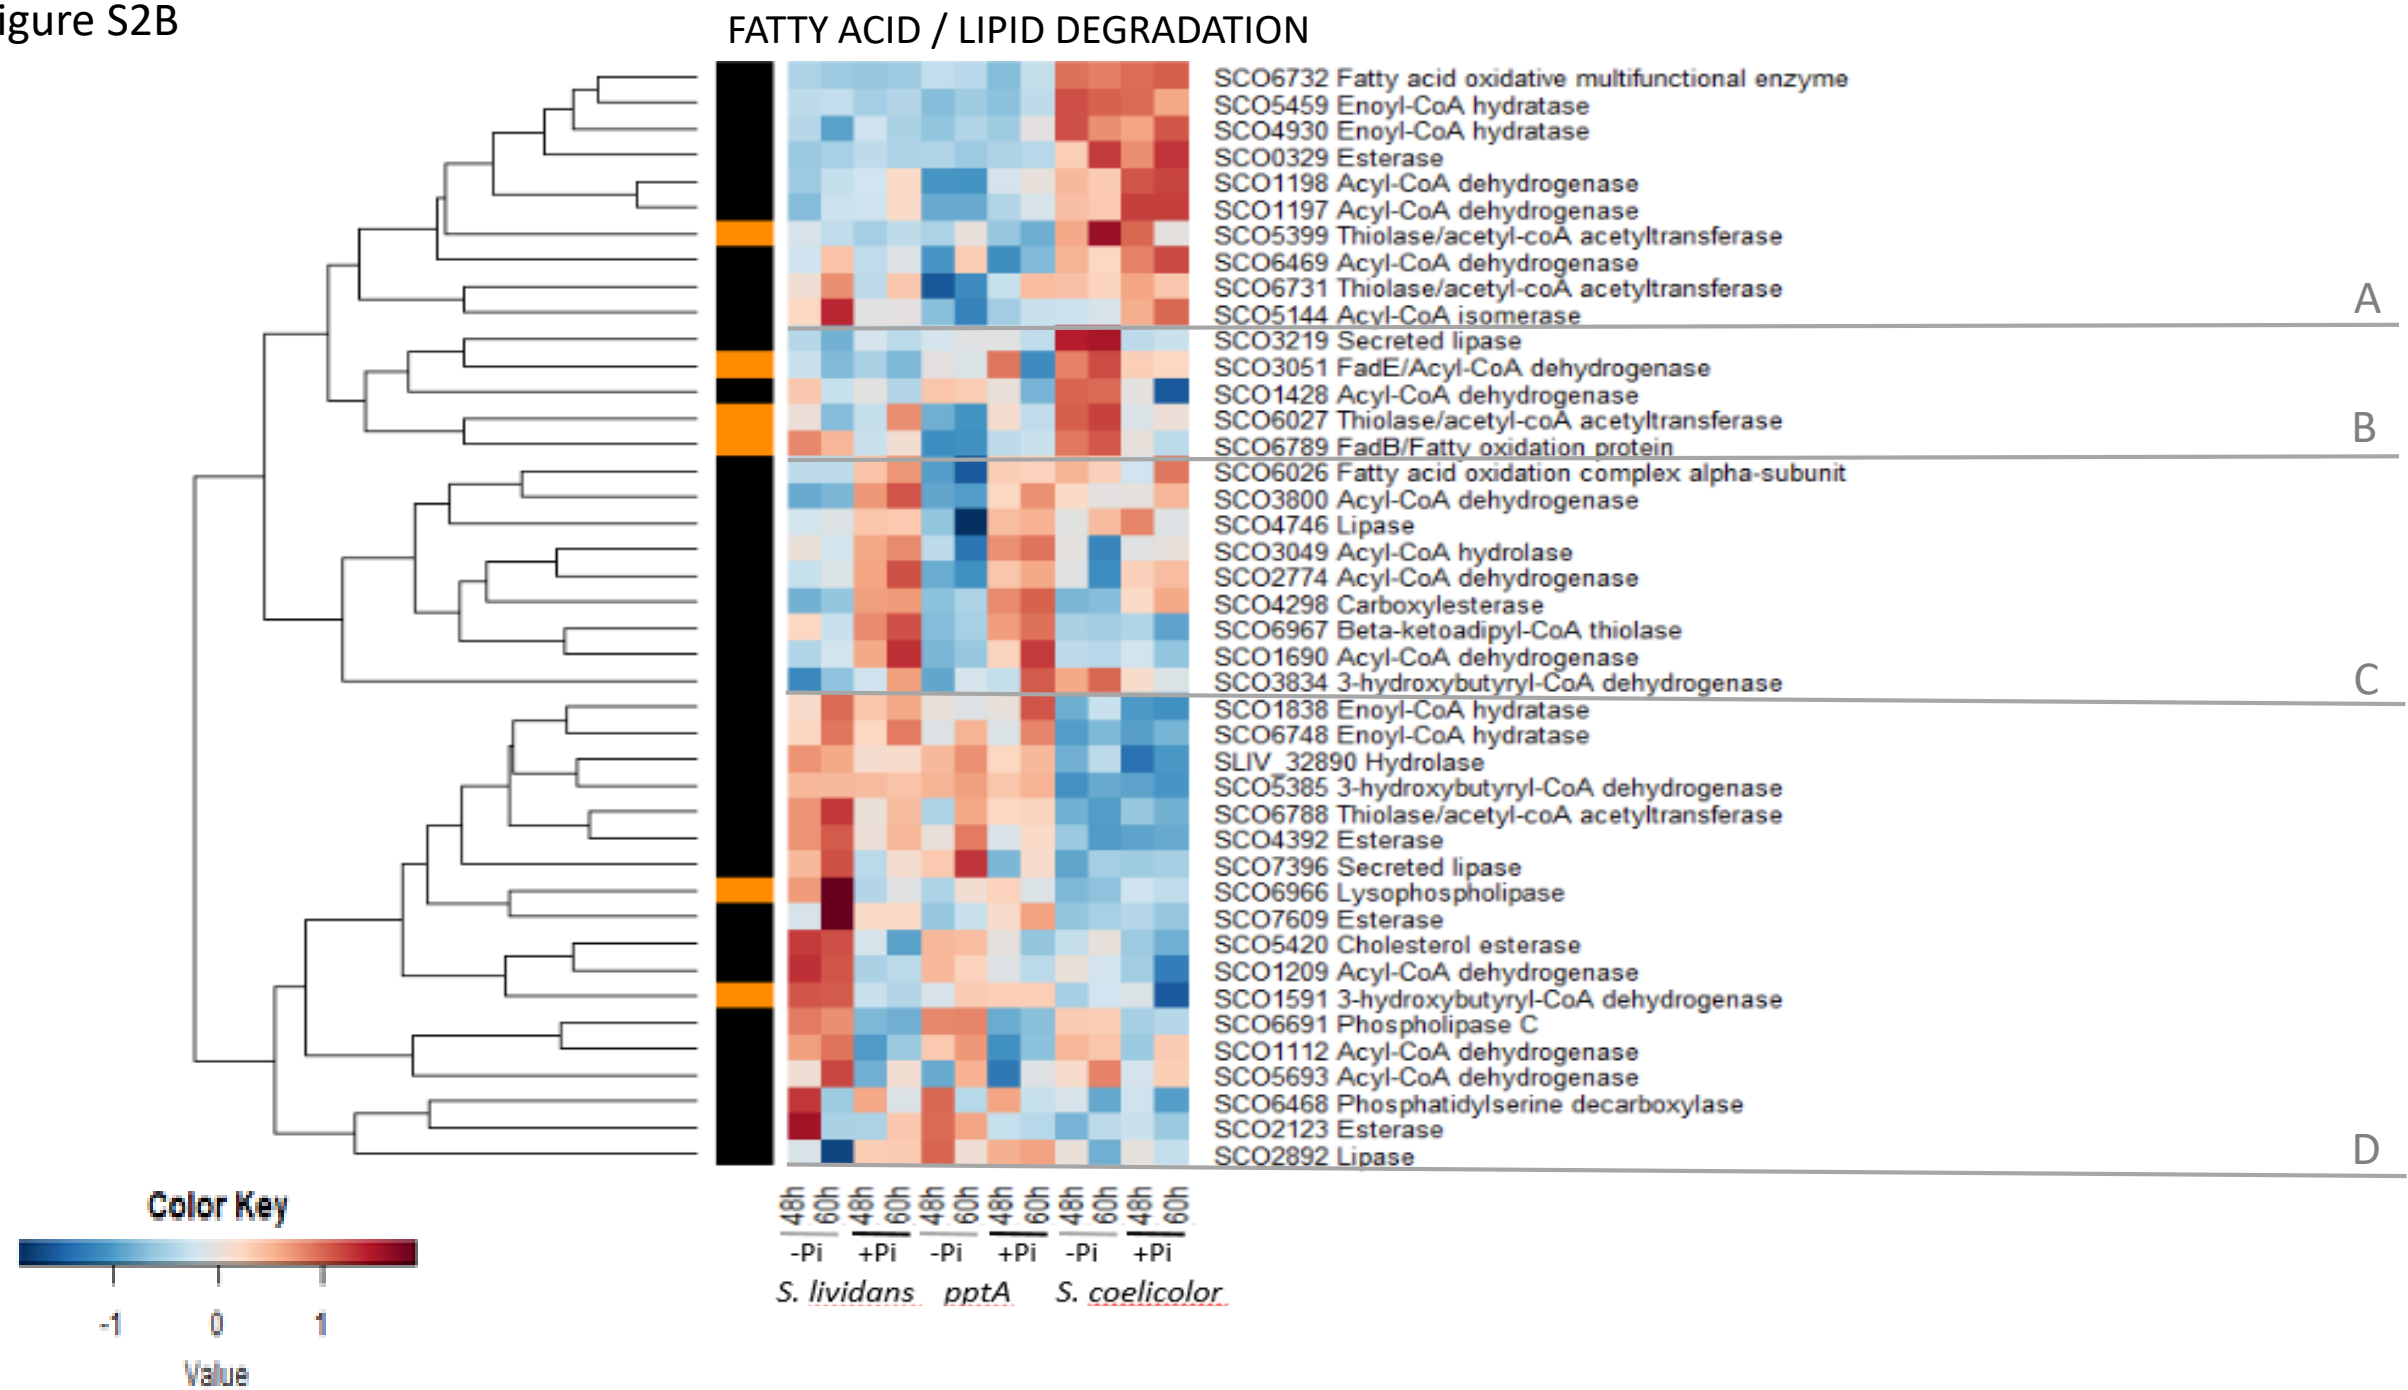 igure S2B
FATTY ACID / LIPID DEGRADATION
SCO6732 Fatty acid oxidative multifunctional enzyme
SCO5459 Enoyl-CoA hydratase
SCO4930 Enoyl-CoA hydratase
SCO0329 Esterase
SCO1198 Acyl-CoA dehydrogenase
SCO1197 Acyl-CoA dehydrogenase
SCO5399 Thiolase/acetyl-coA acetyltransferase
SCO6469 Acyl-CoA dehydrogenase
SCO6731 Thiolase/acetyl-coA acetyltransferase
A
SCO5144 Acyl-CoA isomerase
SCO3219 Secreted lipase
SCO3051 FadE/Acyl-CoA dehydrogenase
SCO1428 Acyl-CoA dehydrogenase
SCO6027 Thiolase/acetyl-coA acetyltransferase
B
SCO6789 FadB/Fatty oxidation protein
SCO6026 Fatty acid oxidation complex alpha-subunit
SCO3800 Acyl-CoA dehydrogenase
SCO4746 Lipase
SCO3049 Acyl-CoA hydrolase
SCO2774 Acyl-CoA dehydrogenase
SCO4298 Carboxylesterase
SCO6967 Beta-ketoadipyl-CoA thiolase
SCO1690 Acyl-CoA dehydrogenase
SCO3834 3-hydroxybutyryl-CoA dehydrogenase
C
SCO1838 Enoyl-CoA hydratase
SCO6748 Enoyl-CoA hydratase
SLIV_32890 Hydrolase
SCO5385 3-hydroxybutyryl-CoA dehydrogenase
SCO6788 Thiolase/acetyl-coA acetyltransferase
SCO4392 Esterase
SCO7396 Secreted lipase
SCO6966 Lysophospholipase
SCO7609 Esterase
SCO5420 Cholesterol esterase
SCO1209 Acyl-CoA dehydrogenase
SCO1591 3-hydroxybutyryl-CoA dehydrogenase
SCO6691 Phospholipase C
SCO1112 Acyl-CoA dehydrogenase
SCO5693 Acyl-CoA dehydrogenase
SCO6468 Phosphatidylserine decarboxylase
SCO2123 Esterase
SCO2892 Lipase
D
48h 60h 48h 60h 48h 60h 48h 60h 48h 60h 48h 60h
-Pi +Pi -Pi +Pi -Pi +Pi
S. lividans pptA S. coelicolor
Color Key
-1 0 1
Value